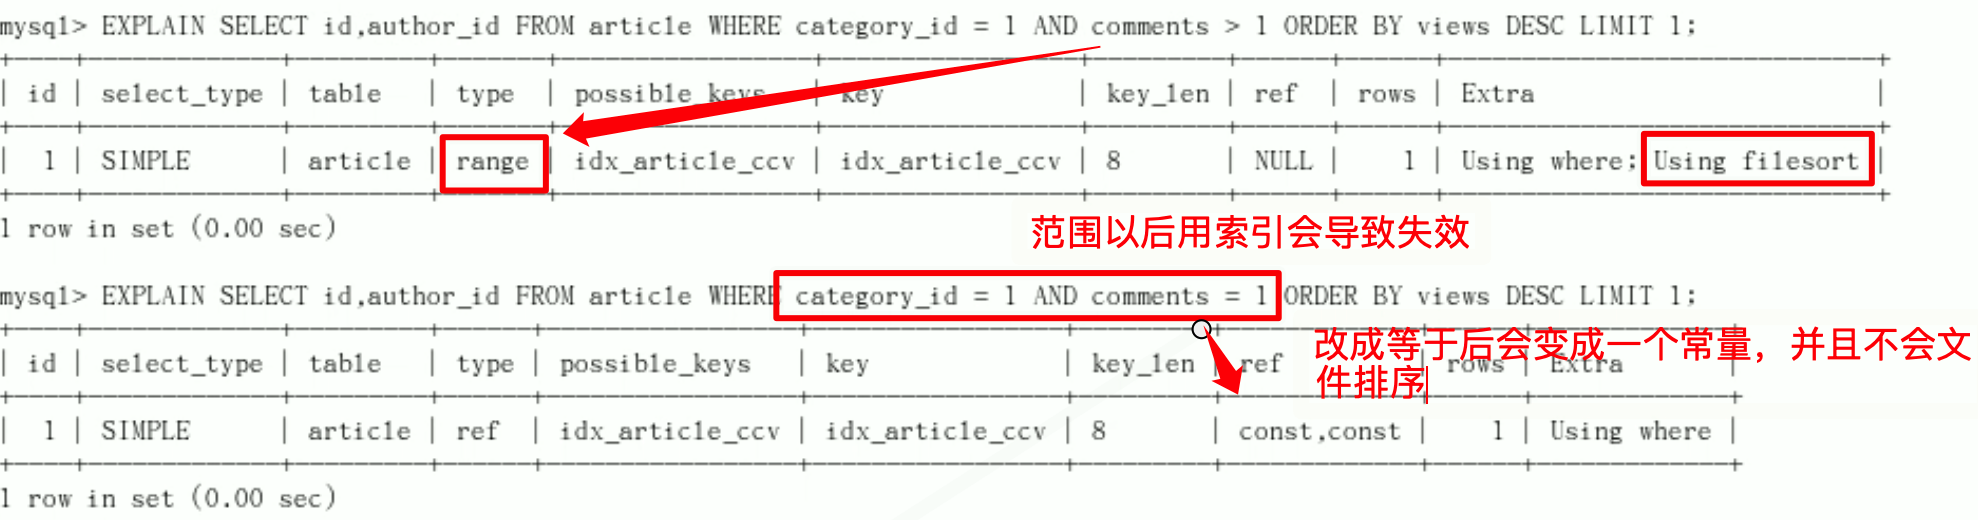 mysql> EXPLAIN SELECT id,author_id FROM article WHERE category_id = 1 AND comments > 1 ORDER BY views DESC LIMIT 1;
| id | select_type | table | type | possible_keys | key | key_len | ref | rows | Extra |
| 1 | SIMPLE | article | range | idx_article_ccv | idx_article_ccv | 8 | NULL | 1 | Using where; Using filesort |
1 row in set (0.00 sec)
范围以后用索引会导致失效
mysql> EXPLAIN SELECT id,author_id FROM article WHERE category_id = 1 AND comments = 1 ORDER BY views DESC LIMIT 1;
改成等于后会变成一个常量，并且不会文
件排序
| id | select_type | table | type | possible_keys | key | key_len | ref | rows | Extra |
| 1 | SIMPLE | article | ref | idx_article_ccv | idx_article_ccv | 8 | const,const | 1 | Using where |
1 row in set (0.00 sec)